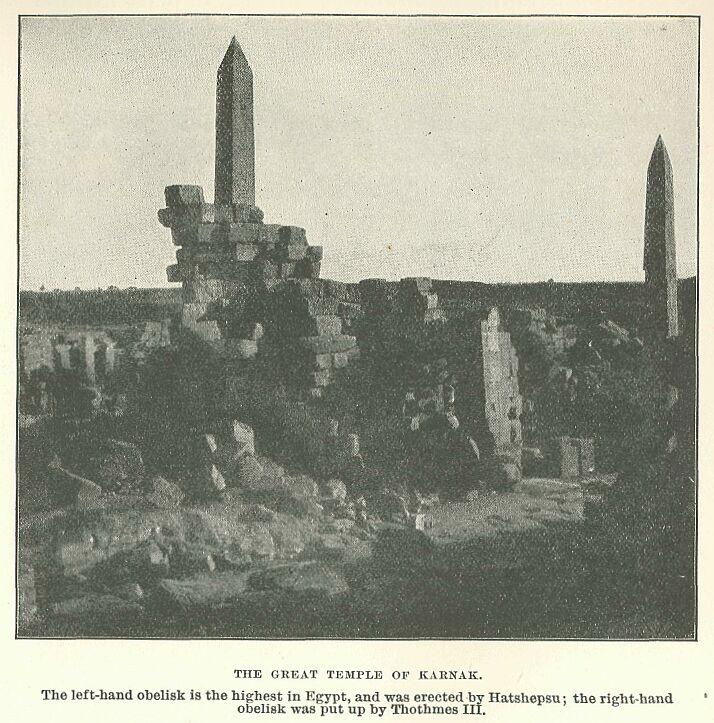 THE GREAT TEMPLE OF KARNAK.
The left-hand obelisk is the highest in Egypt, and was erected by Hatshepsu; the right-hand
obelisk was put up by Thothmes III.